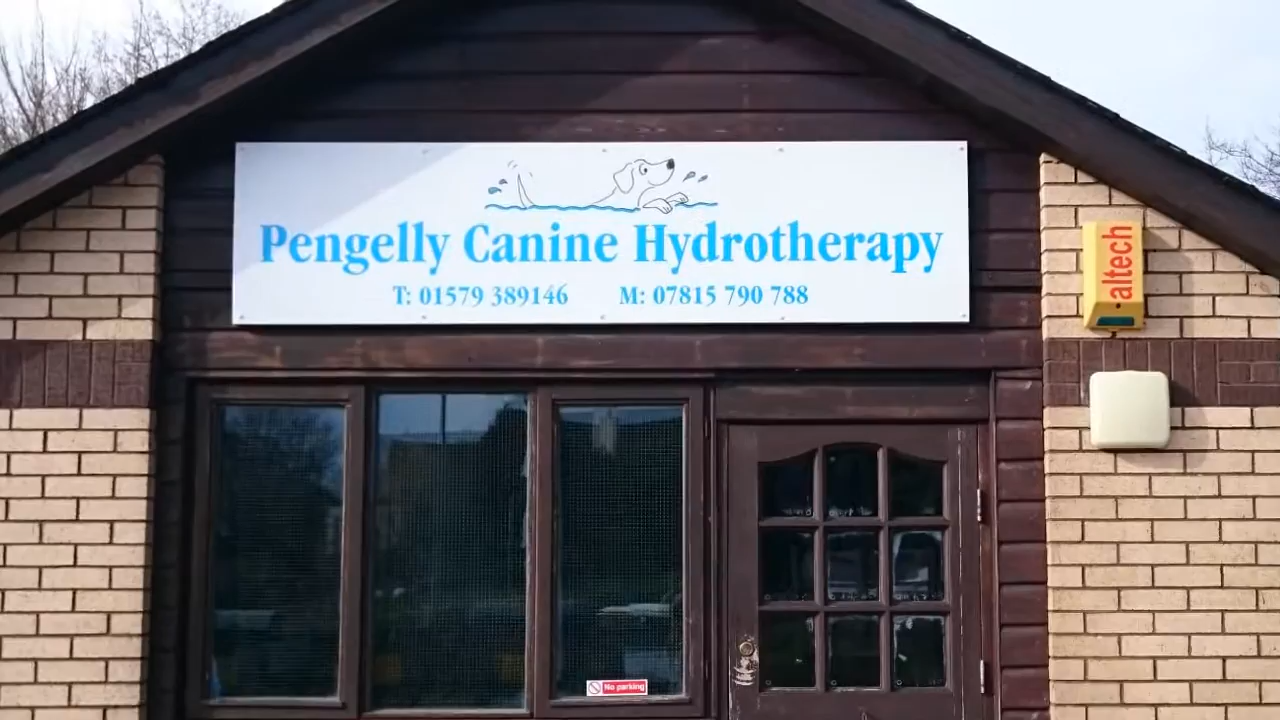 Pengelly Canine Hydrotherapy
T: 01579 389146 M: 07815 790 788
altech
No parking